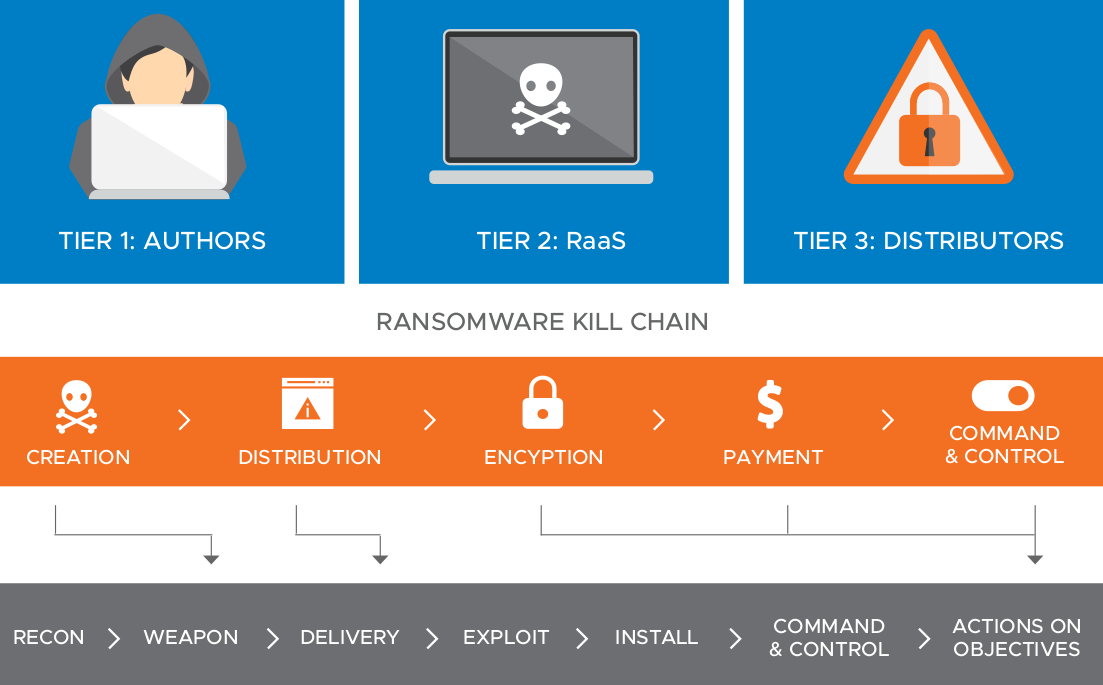 TIER 1: AUTHORS
TIER 2: RaaS
TIER 3: DISTRIBUTORS
RANSOMWARE KILL CHAIN
CREATION
DISTRIBUTION
ENCYPTION
PAYMENT
COMMAND
& CONTROL
RECON
WEAPON
DELIVERY
EXPLOIT
INSTALL
COMMAND
& CONTROL
ACTIONS ON
OBJECTIVES